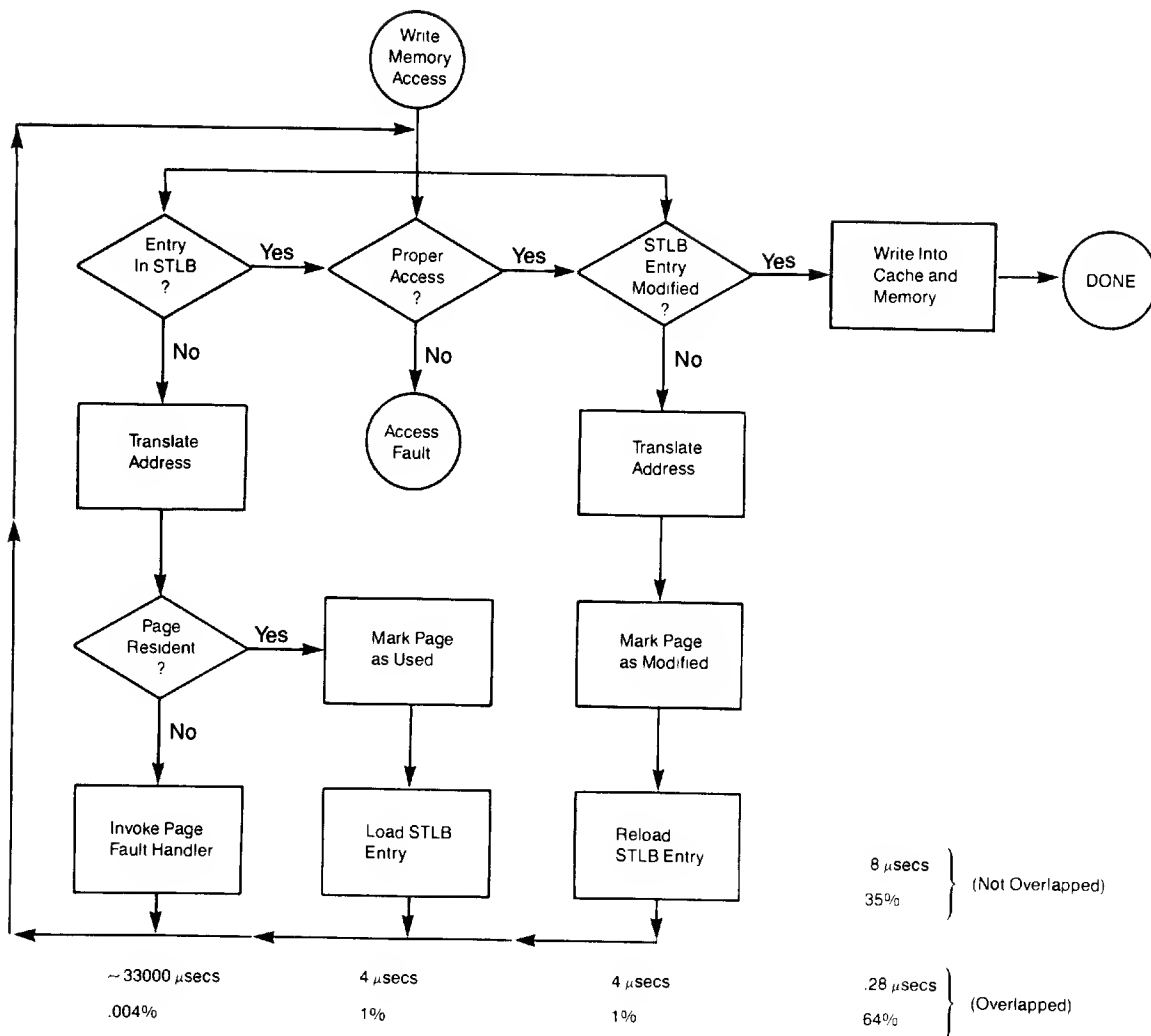 Write
Memory
Access
Entry
In STLB
?
Yes
Proper
Access
?
Yes
STLB
Entry
Modified
?
Yes
Write Into
Cache and
Memory
DONE
No
No
No
Translate
Address
Access
Fault
Translate
Address
Page
Resident
?
Yes
Mark Page
as Used
Mark Page
as Modified
No
Invoke Page
Fault Handler
Load STLB
Entry
Reload
STLB Entry
8 μsecs
35%
(Not Overlapped)
~33000 μsecs
.004%
4 μsecs
1%
4 μsecs
1%
.28 μsecs
64%
(Overlapped)